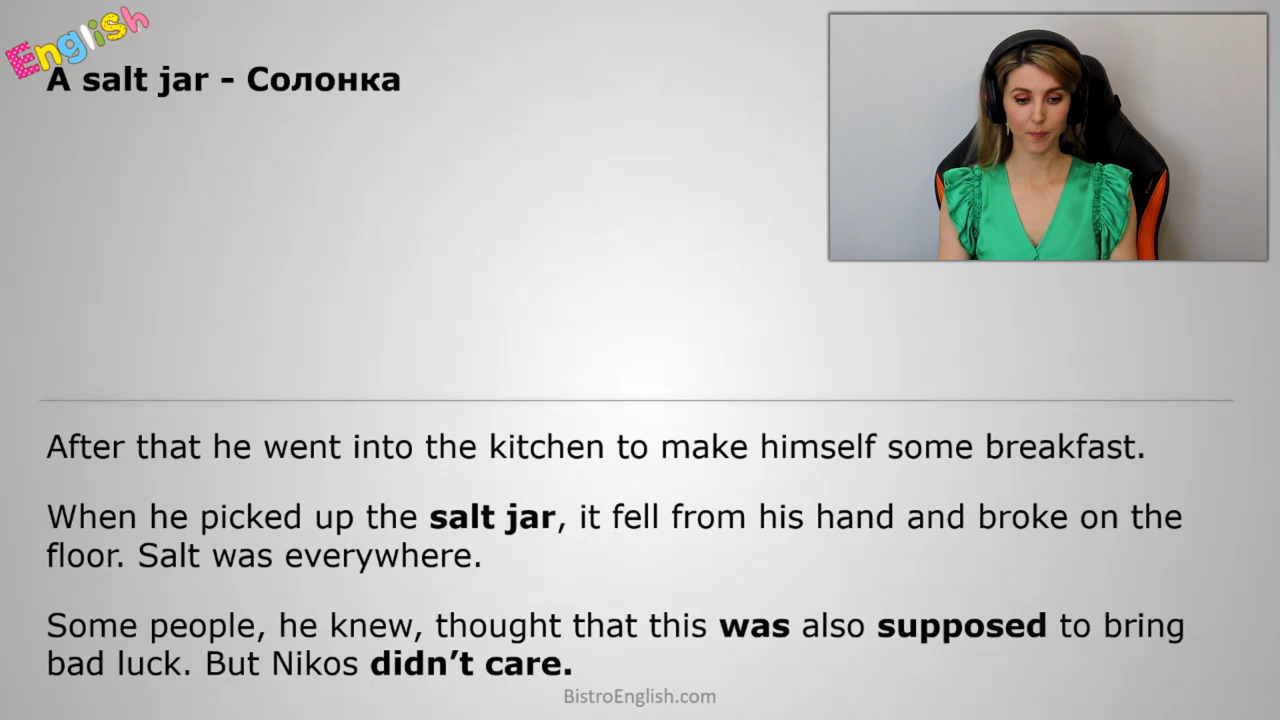 English
A salt jar - Солонка
After that he went into the kitchen to make himself some breakfast.
When he picked up the salt jar, it fell from his hand and broke on the
floor. Salt was everywhere.
Some people, he knew, thought that this was also supposed to bring
bad luck. But Nikos didn’t care.
BistroEnglish.com